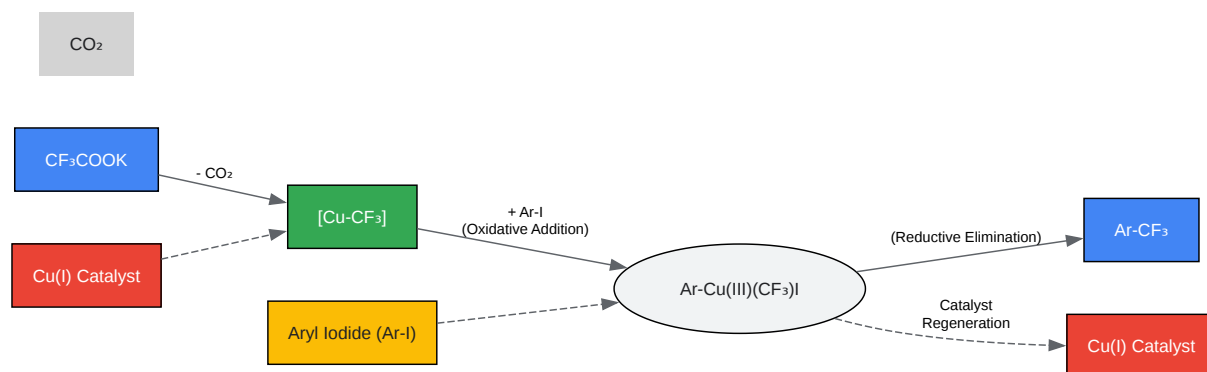 CO₂
CF₃COOK
- CO₂
Cu(I) Catalyst
[Cu-CF₃]
+ Ar-I
(Oxidative Addition)
Aryl Iodide (Ar-I)
Ar-Cu(III)(CF₃)I
(Reductive Elimination)
Ar-CF₃
Catalyst
Regeneration
Cu(I) Catalyst